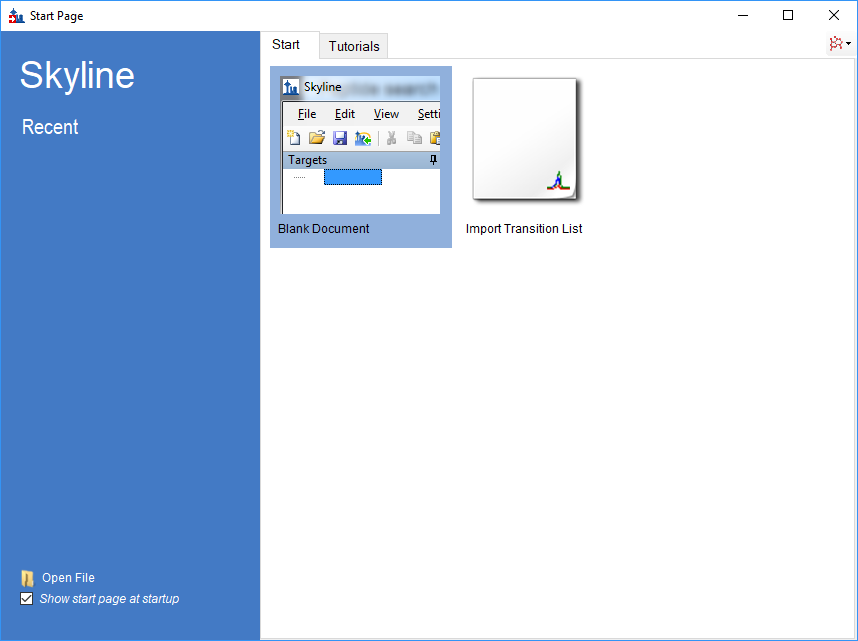 Start Page
Skyline
Recent
Open File
Show start page at startup
Start
Tutorials
Skyline
File Edit View Setti
Targets
Blank Document
Import Transition List